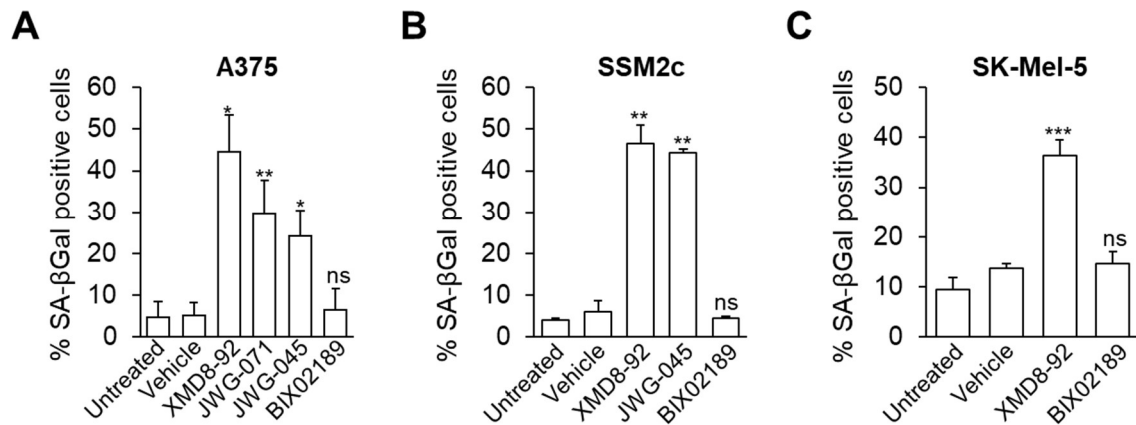 A
A375
% SA-βGal positive cells
60
50
40
30
20
10
0
*
**
*
ns
Untreated
Vehicle
XMD8-92
JWG-071
JWG-045
BIX02189
B
SSM2c
% SA-βGal positive cells
60
50
40
30
20
10
0
**
**
ns
Untreated
Vehicle
XMD8-92
JWG-045
BIX02189
C
SK-Mel-5
% SA-βGal positive cells
50
40
30
20
10
0
***
ns
Untreated
Vehicle
XMD8-92
BIX02189